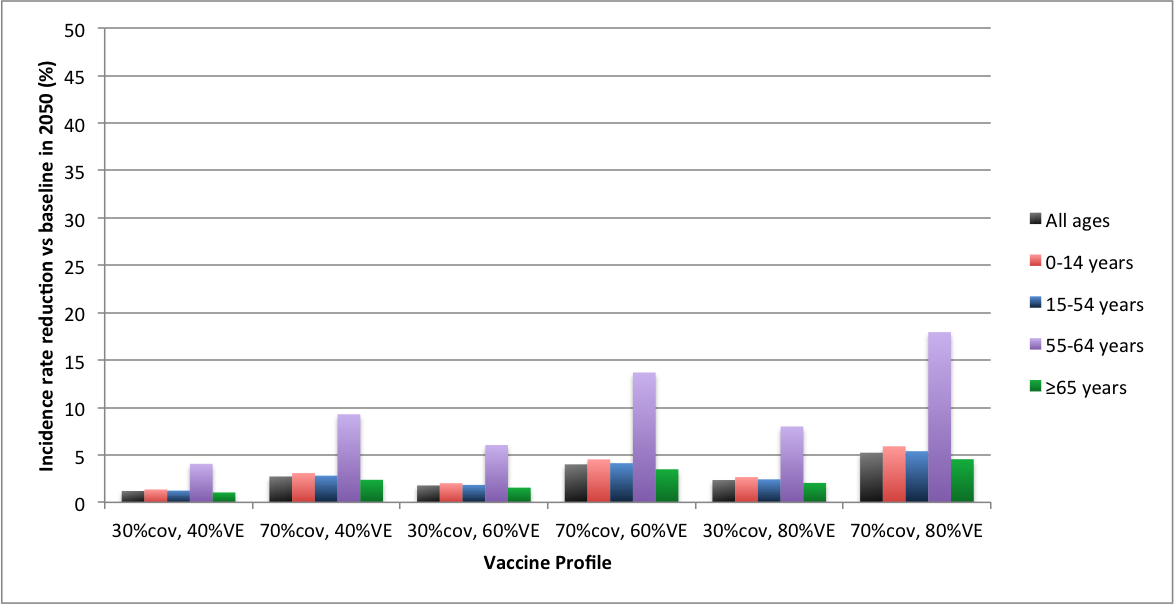 Incidence rate reduction vs baseline in 2050 (%)
50
45
40
35
30
25
20
15
10
5
0
30%cov, 40%VE
70%cov, 40%VE
30%cov, 60%VE
70%cov, 60%VE
30%cov, 80%VE
70%cov, 80%VE
Vaccine Profile
All ages
0-14 years
15-54 years
55-64 years
≥65 years